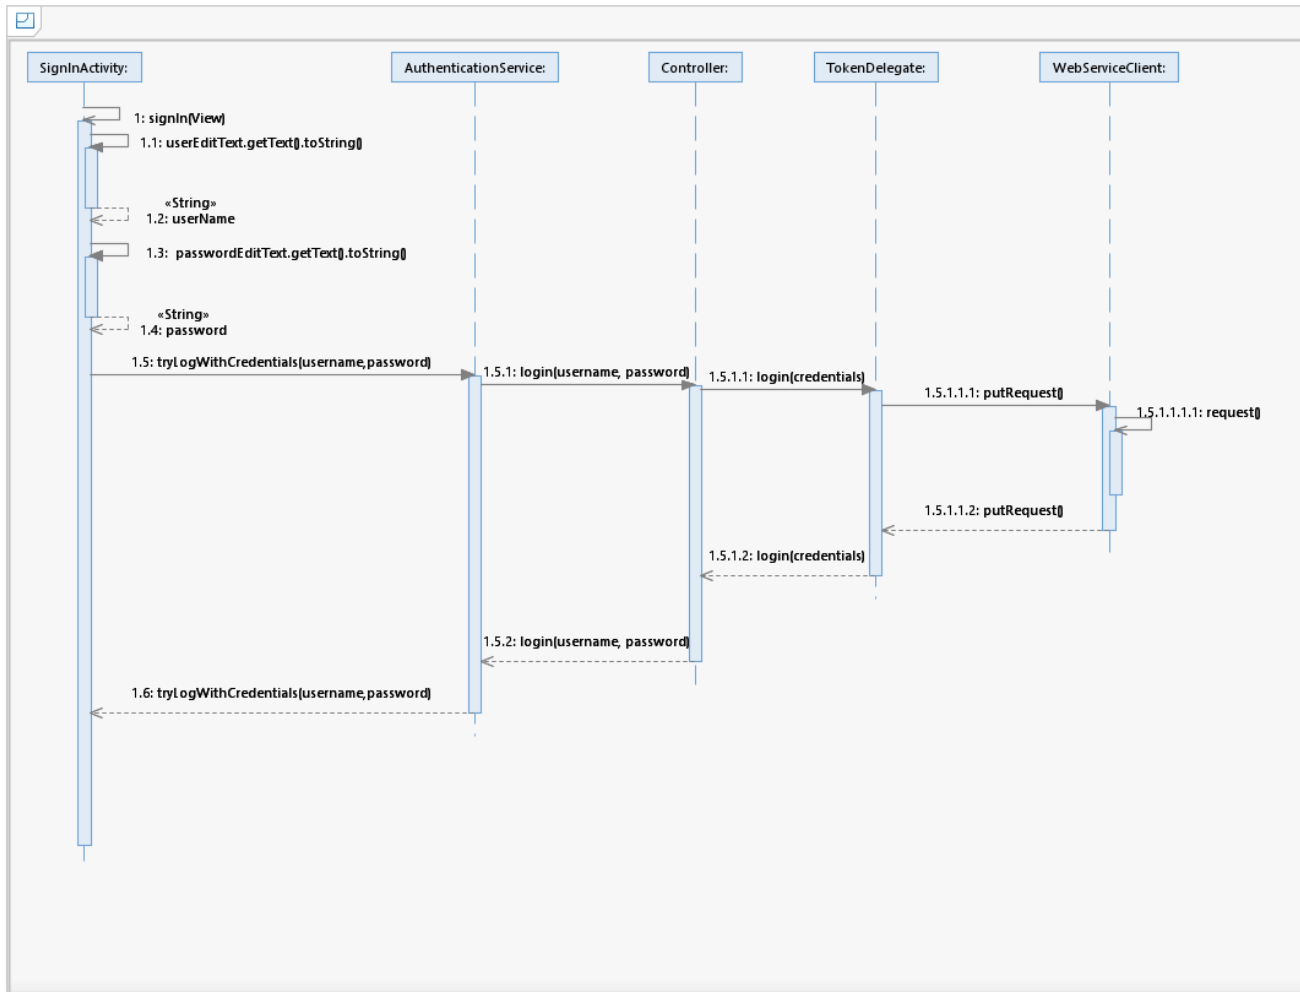 SignInActivity:
AuthenticationService:
Controller:
TokenDelegate:
WebServiceClient:
1: signIn(View)
1.1: userEditText.getText().toString()
«String»
1.2: userName
1.3: passwordEditText.getText().toString()
«String»
1.4: password
1.5: tryLogWithCredentials(username,password)
1.5.1: login(username, password)
1.5.1.1: login(credentials)
1.5.1.1.1: putRequest()
1.5.1.1.1.1: request()
1.5.1.1.2: putRequest()
1.5.1.2: login(credentials)
1.5.2: login(username, password)
1.6: tryLogWithCredentials(username,password)